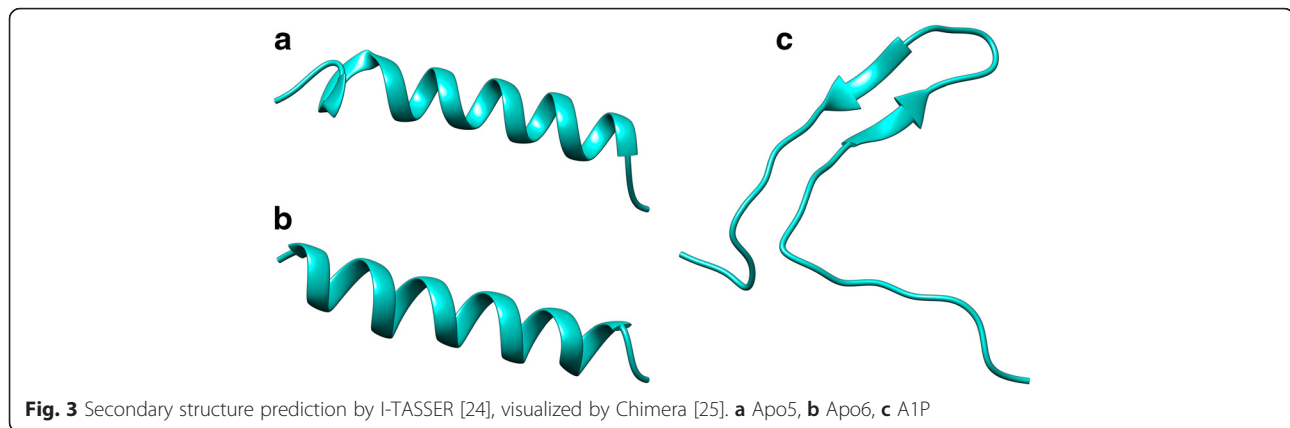 a
c
b
Fig. 3 Secondary structure prediction by I-TASSER [24], visualized by Chimera [25]. a Apo5, b Apo6, c A1P